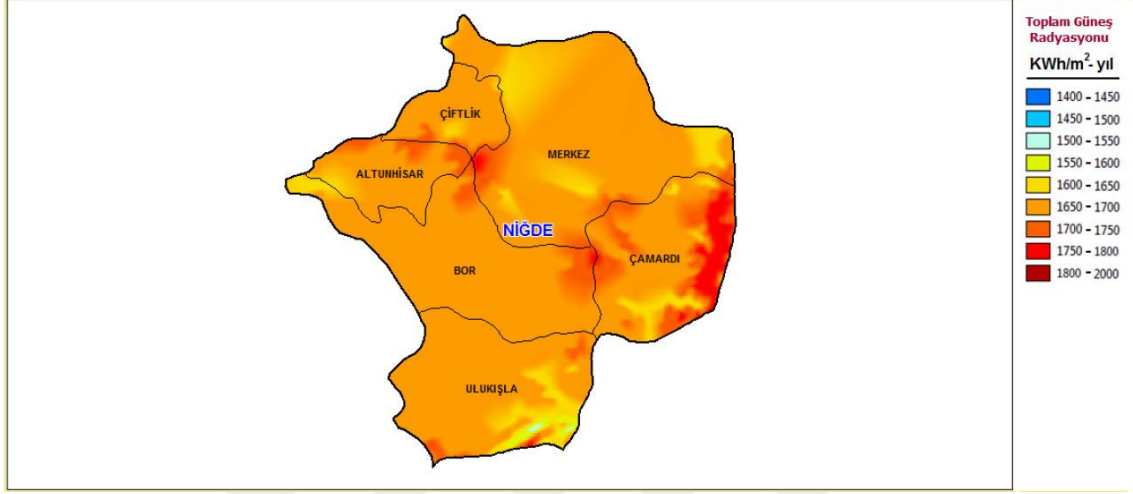 ÇİFTLİK
MERKEZ
ALTUNHİSAR
NİĞDE
ÇAMARDI
BOR
ULUKIŞLA
Toplam Güneş
Radyasyonu
KWh/m²- yıl
1400 - 1450
1450 - 1500
1500 - 1550
1550 - 1600
1600 - 1650
1650 - 1700
1700 - 1750
1750 - 1800
1800 - 2000